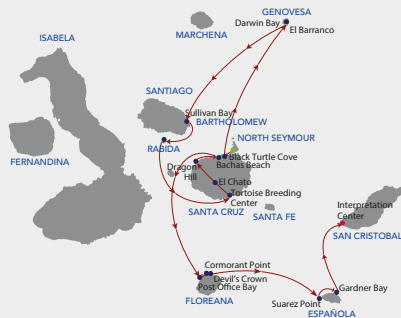 GENOVESA
Darwin Bay
El Barranco
MARCHENA
ISABELA
SANTIAGO
Sullivan Bay
BARTHOLOMEW
NORTH SEYMOUR
RABIDA
FERNANDINA
Dragon
Hill
Black Turtle Cove
Bachas Beach
El Chato
Tortoise Breeding
Center
SANTA CRUZ
SANTA FE
Interpretation
Center
SAN CRISTOBAL
Cormorant Point
Devil's Crown
Post Office Bay
FLOREANA
Gardner Bay
Suarez Point
ESPAÑOLA